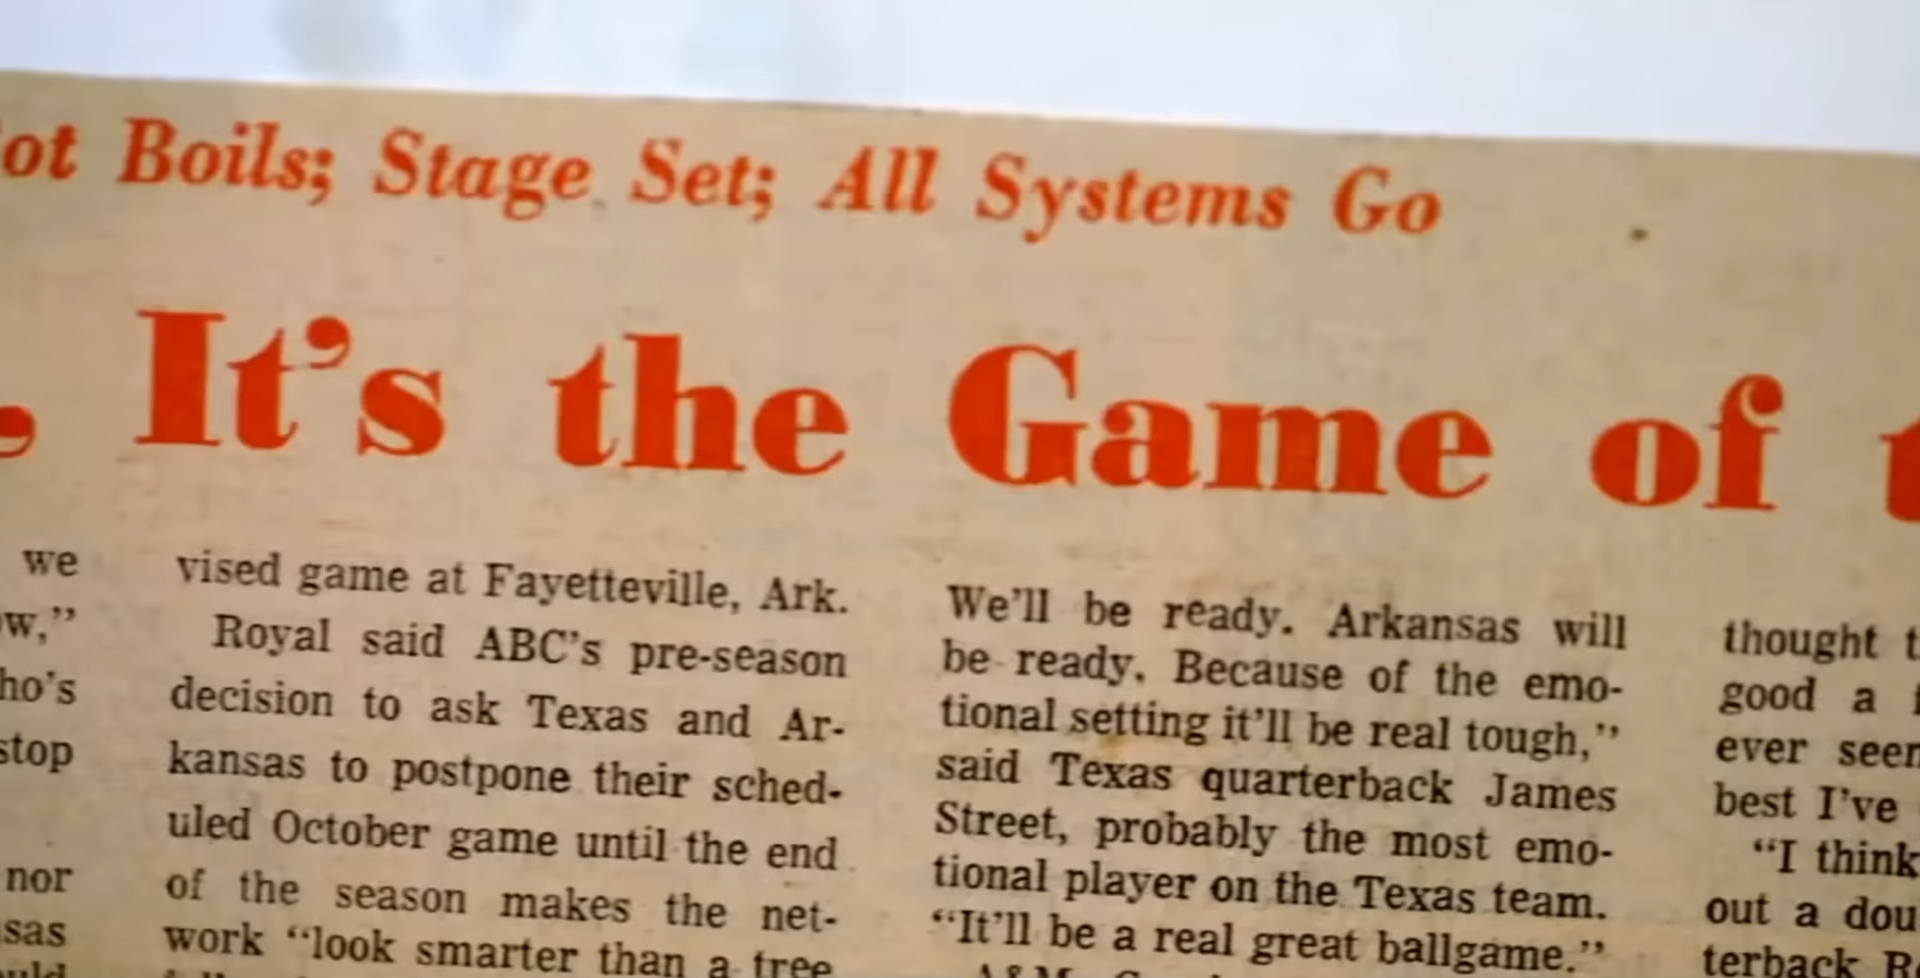 ot Boils; Stage Set; All Systems Go
, It's the Game of t
we
w,”
ho's
stop
nor
sas
vised game at Fayetteville, Ark.
Royal said ABC's pre-season
decision to ask Texas and Ar-
kansas to postpone their sched-
uled October game until the end
of the season makes the net-
work “look smarter than a tree
We'll be ready. Arkansas will
be ready. Because of the emo-
tional setting it'll be real tough,”
said Texas quarterback James
Street, probably the most emo-
tional player on the Texas team.
“It'll be a real great ballgame.”
thought t
good a f
ever seen
best I've
“I think
out a dou
terback R